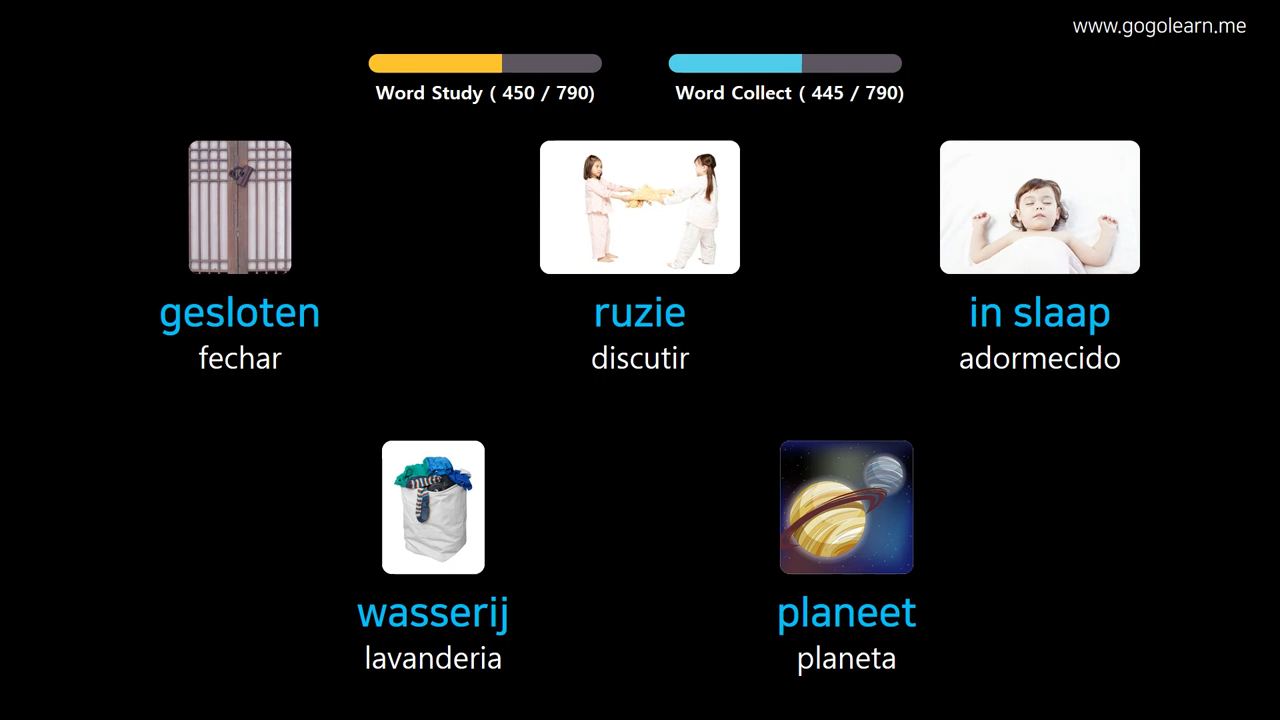 www.gogolearn.me
Word Study ( 450 / 790)
Word Collect ( 445 / 790)
gesloten
fechar
ruzie
discutir
in slaap
adormecido
wasserij
lavanderia
planeet
planeta